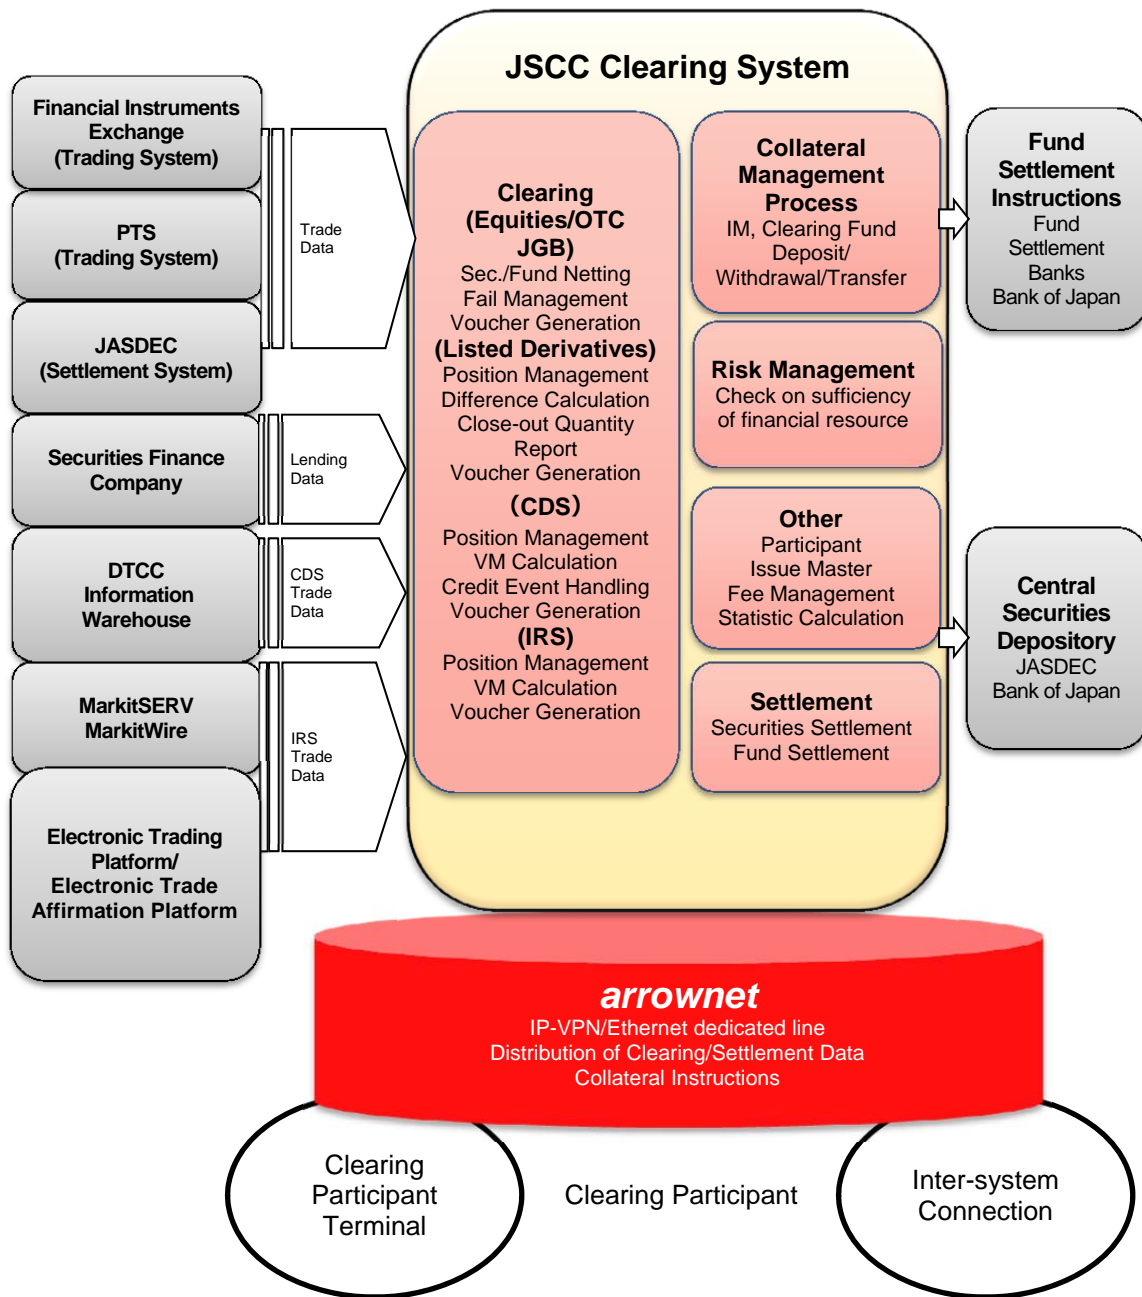 JSCC Clearing System
Financial Instruments
Exchange
(Trading System)
PTS
(Trading System)
JASDEC
(Settlement System)
Securities Finance
Company
DTCC
Information
Warehouse
MarkitSERV
MarkitWire
Electronic Trading
Platform/
Electronic Trade
Affirmation Platform
Trade
Data
Lending
Data
CDS
Trade
Data
IRS
Trade
Data
Clearing
(Equities/OTC
JGB)
Sec./Fund Netting
Fail Management
Voucher Generation
(Listed Derivatives)
Position Management
Difference Calculation
Close-out Quantity
Report
Voucher Generation
(CDS)
Position Management
VM Calculation
Credit Event Handling
Voucher Generation
(IRS)
Position Management
VM Calculation
Voucher Generation
Collateral
Management
Process
IM, Clearing Fund
Deposit/
Withdrawal/Transfer
Risk Management
Check on sufficiency
of financial resource
Other
Participant
Issue Master
Fee Management
Statistic Calculation
Settlement
Securities Settlement
Fund Settlement
Fund
Settlement
Instructions
Fund
Settlement
Banks
Bank of Japan
Central
Securities
Depository
JASDEC
Bank of Japan
arrownet
IP-VPN/Ethernet dedicated line
Distribution of Clearing/Settlement Data
Collateral Instructions
Clearing
Participant
Terminal
Clearing Participant
Inter-system
Connection